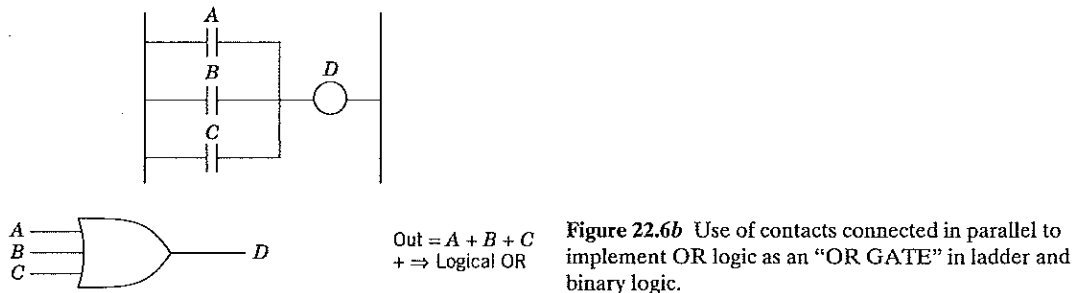 A
B
D
C
A
B
C
D
Out = A + B + C
+ ⇒ Logical OR
Figure 22.6b Use of contacts connected in parallel to
implement OR logic as an "OR GATE" in ladder and
binary logic.